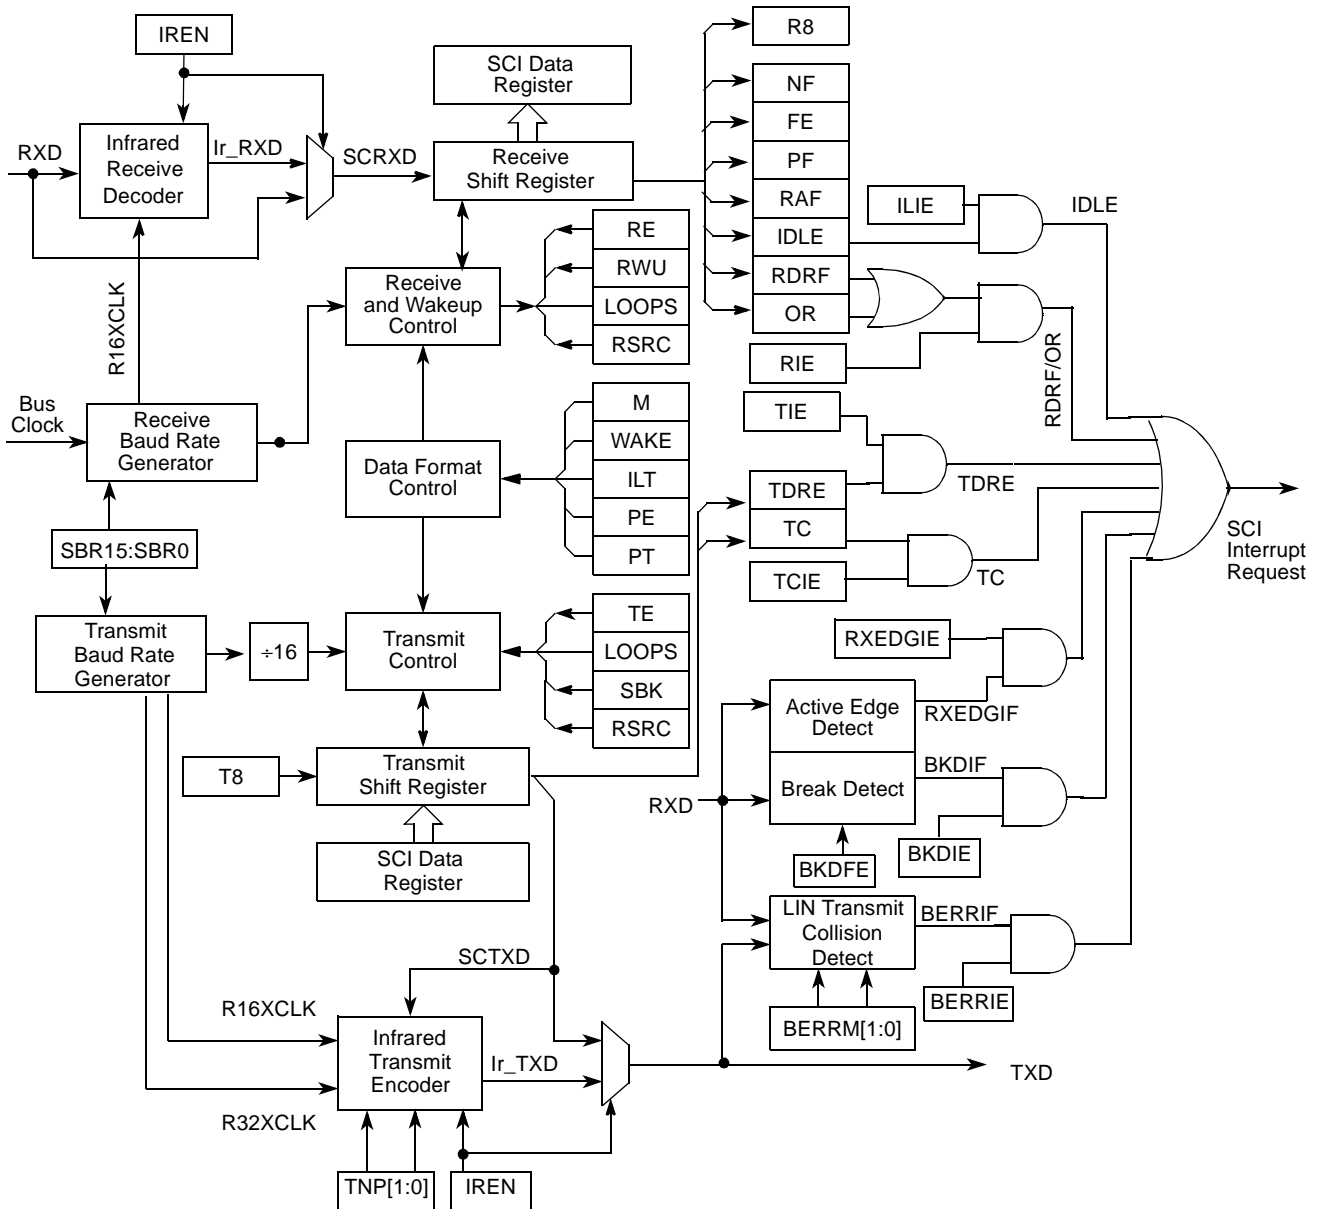 IREN
R8
SCI Data
Register
NF
FE
PF
RAF
IDLE
RDRF
OR
RXD
Infrared
Receive
Decoder
Ir_RXD
SCRXD
Receive
Shift Register
ILIE
IDLE
RE
RWU
LOOPS
RSRC
Receive
and Wakeup
Control
R16XCLK
RIE
RDRF/OR
Bus
Clock
Receive
Baud Rate
Generator
M
WAKE
ILT
PE
PT
TIE
Data Format
Control
TDRE
TC
TDRE
SBR15:SBR0
TCIE
TC
SCI
Interrupt
Request
Transmit
Baud Rate
Generator
÷16
Transmit
Control
TE
LOOPS
SBK
RSRC
RXEDGIE
Active Edge
Detect
RXEDGIF
T8
Transmit
Shift Register
RXD
Break Detect
BKDIF
BKDIE
BKDFE
SCI Data
Register
LIN Transmit
Collision
Detect
BERRIF
BERRIE
BERRM[1:0]
SCTXD
R16XCLK
Infrared
Transmit
Encoder
Ir_TXD
TXD
R32XCLK
TNP[1:0]
IREN